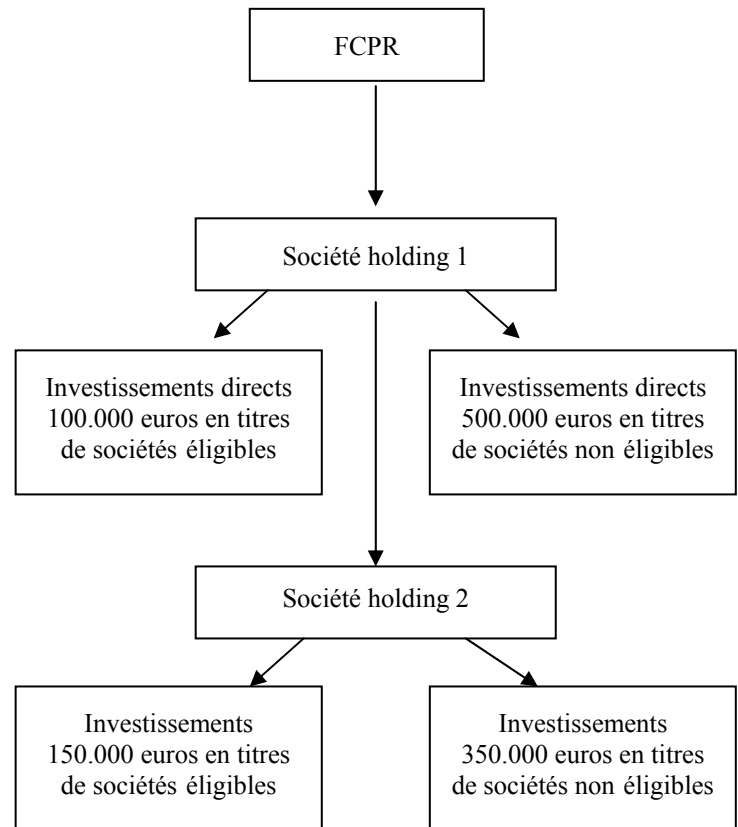 FCPR
Société holding 1
Investissements directs
100.000 euros en titres
de sociétés éligibles
Investissements directs
500.000 euros en titres
de sociétés non éligibles
Société holding 2
Investissements
150.000 euros en titres
de sociétés éligibles
Investissements
350.000 euros en titres
de sociétés non éligibles